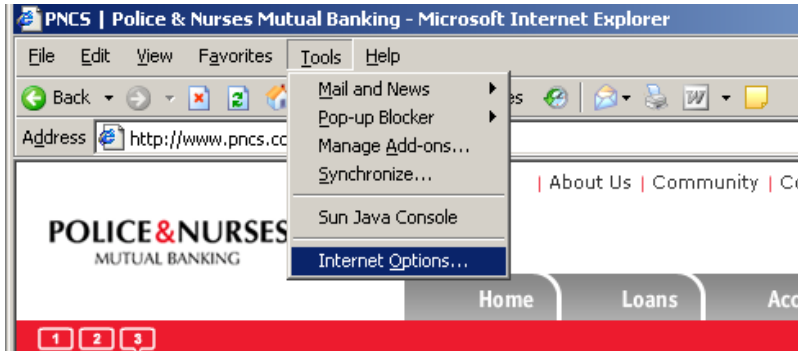 PNCS | Police & Nurses Mutual Banking - Microsoft Internet Explorer
File Edit View Favorites Tools Help
Back
Mail and News
Pop-up Blocker
Manage Add-ons...
Synchronize...
Sun Java Console
Internet Options...
Address http://www.pncs.co
| About Us | Community |
POLICE&NURSES
MUTUAL BANKING
Home Loans
1 2 3